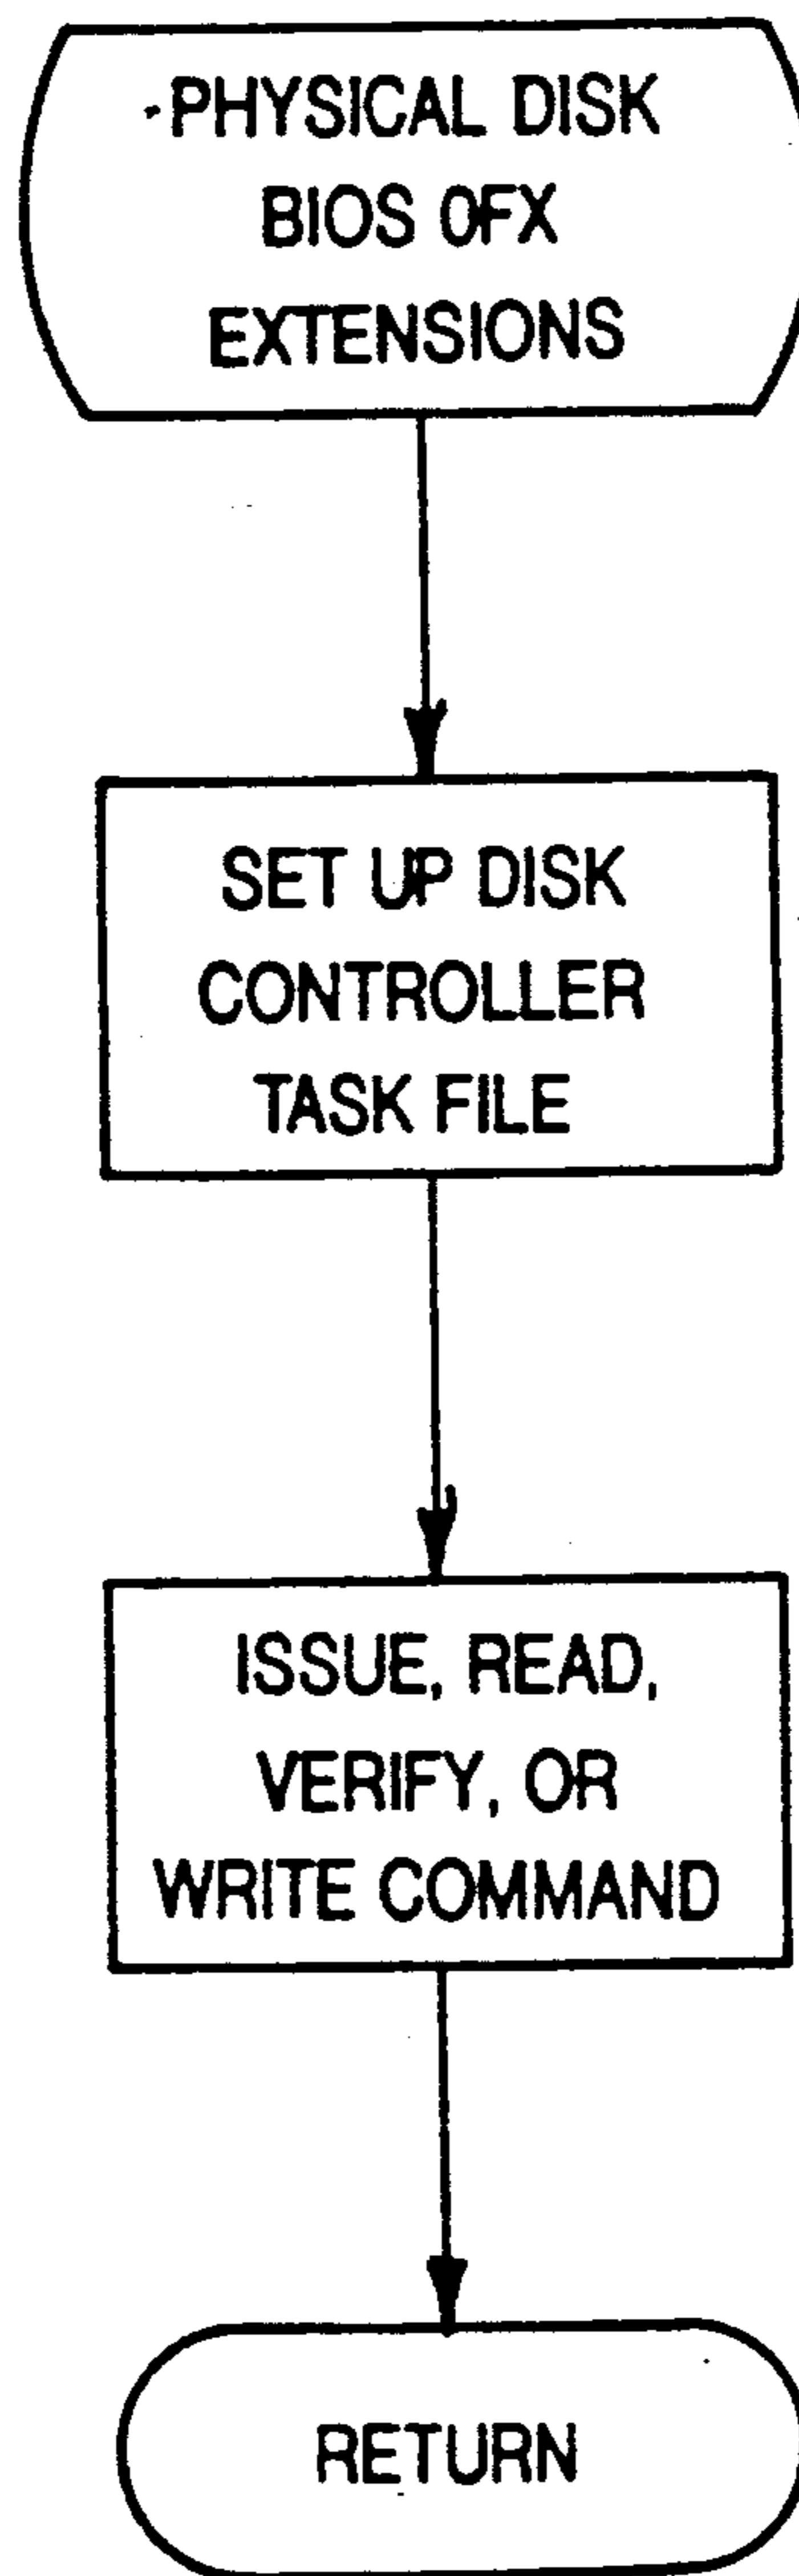 PHYSICAL DISK
BIOS 0FX
EXTENSIONS
SET UP DISK
CONTROLLER
TASK FILE
ISSUE, READ,
VERIFY, OR
WRITE COMMAND
RETURN